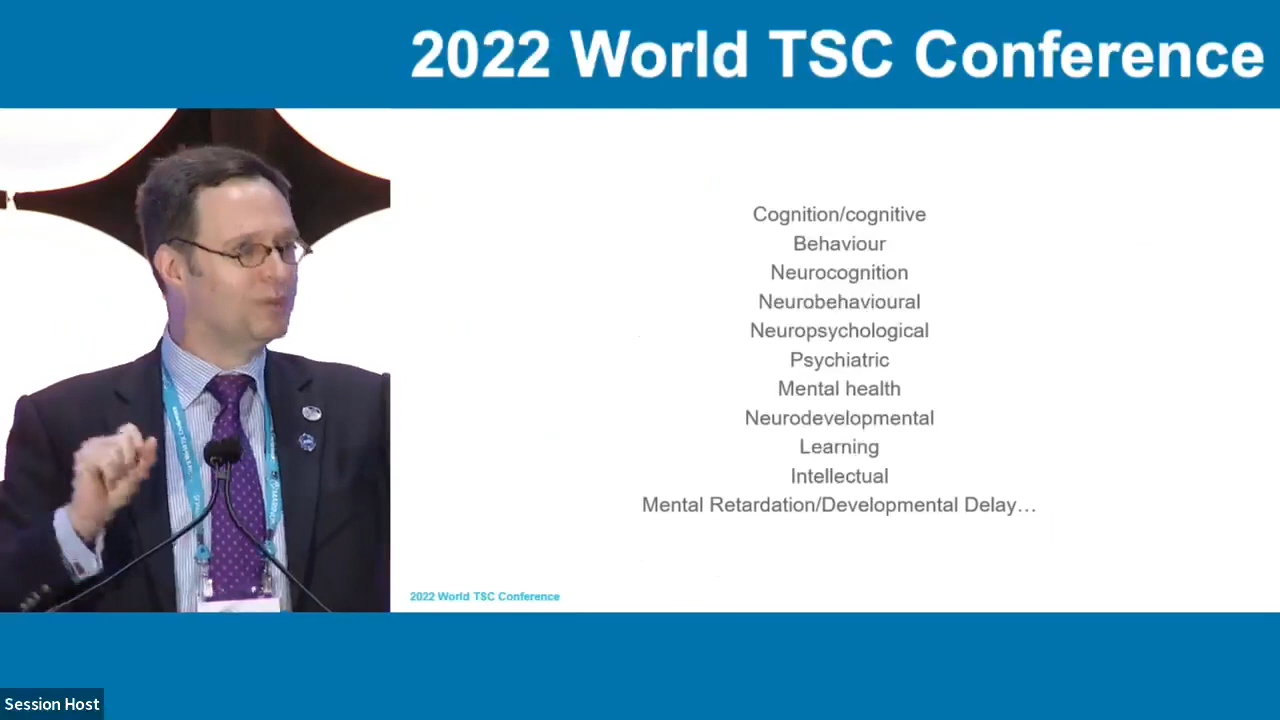 2022 World TSC Conference
Cognition/cognitive
Behaviour
Neurocognition
Neurobehavioural
Neuropsychological
Psychiatric
Mental health
Neurodevelopmental
Learning
Intellectual
Mental Retardation/Developmental Delay…
2022 World TSC Conference
Session Host